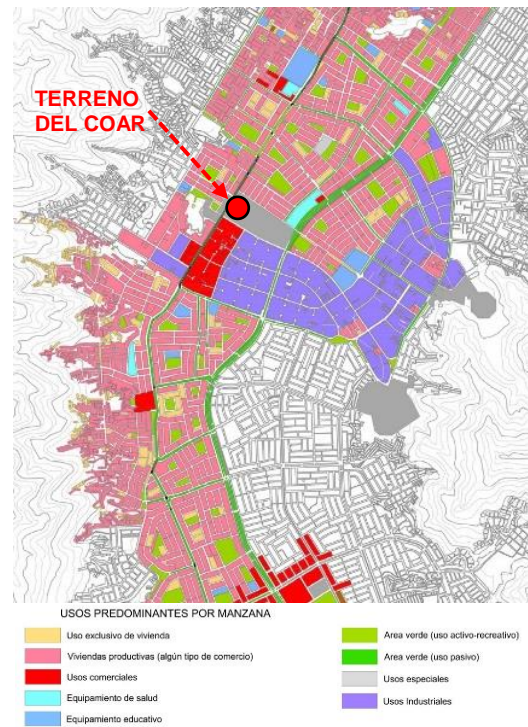 TERRENO
DEL COAR
USOS PREDOMINANTES POR MANZANA
Uso exclusivo de vivienda
Viviendas productivas (algún tipo de comercio)
Usos comerciales
Equipamiento de salud
Equipamiento educativo
Area verde (uso activo-recreativo)
Area verde (uso pasivo)
Usos especiales
Usos Industriales